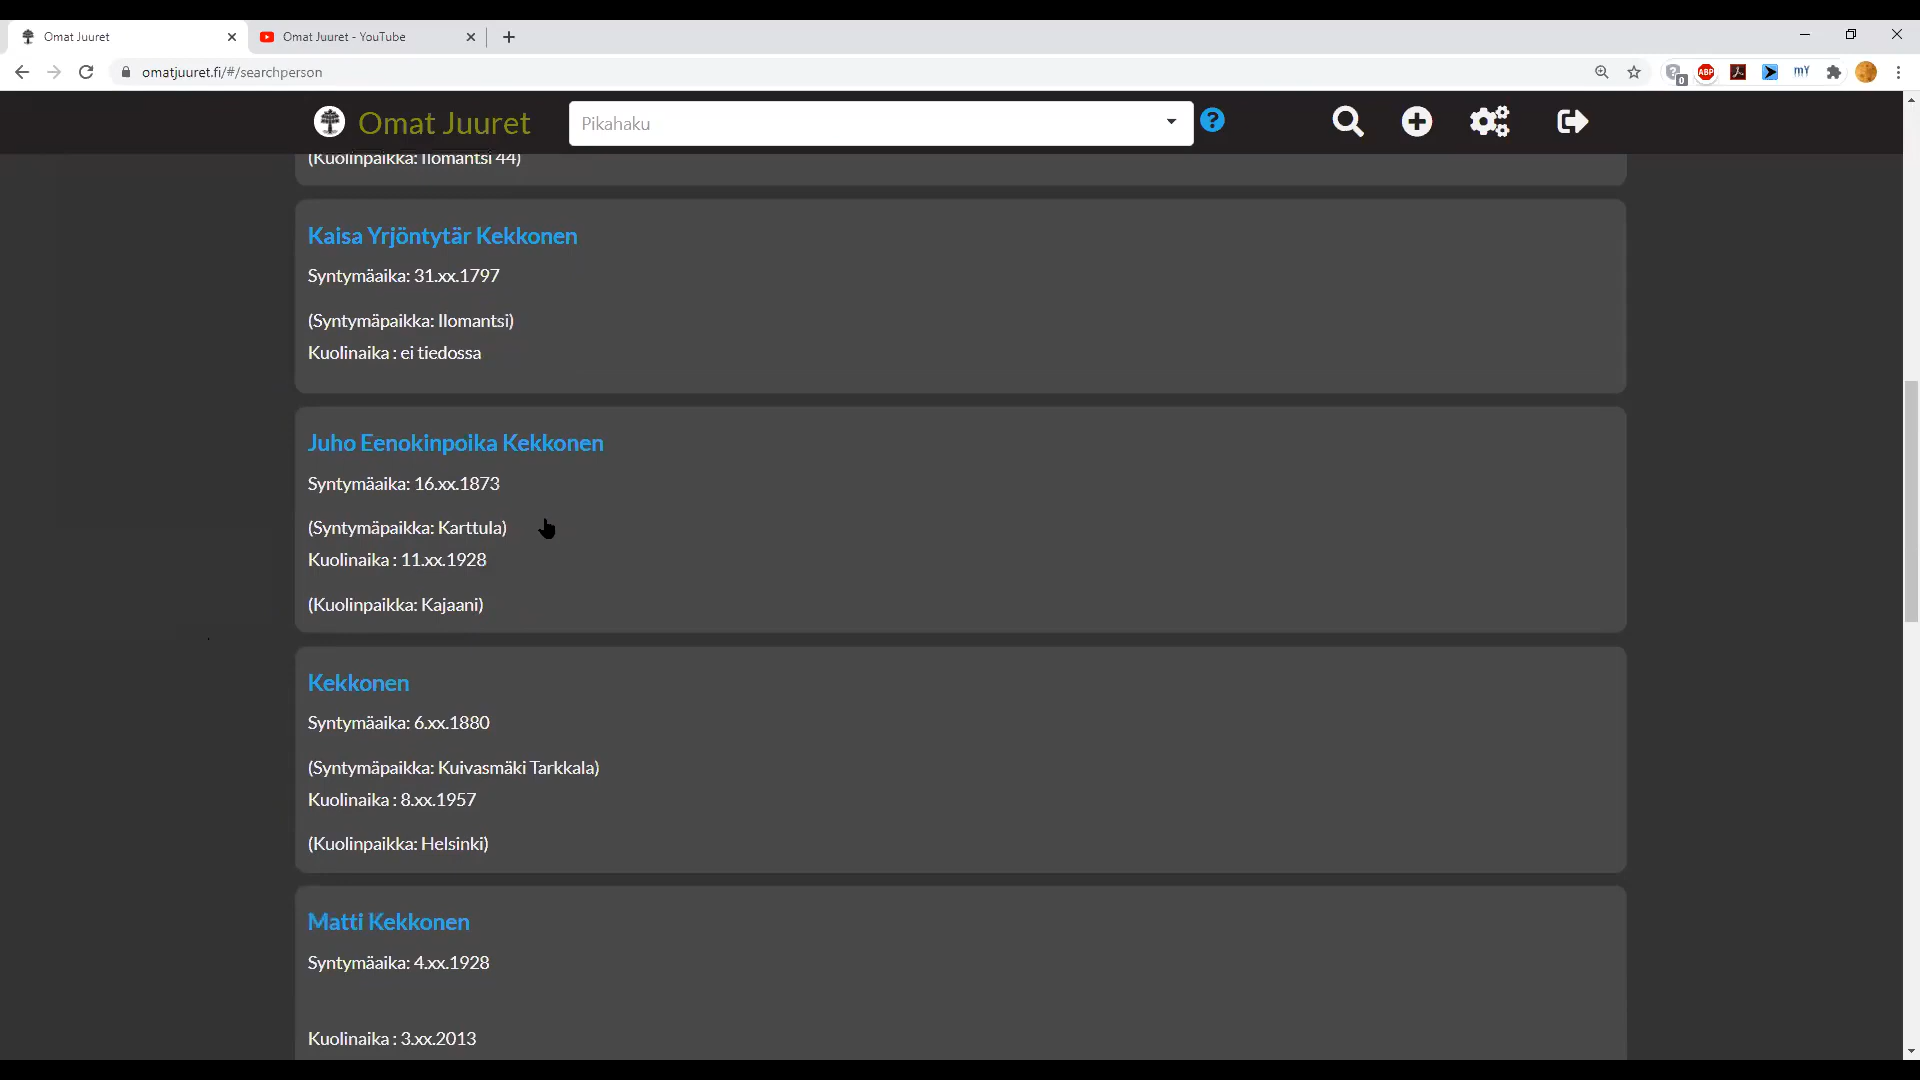 Omat Juuret
Omat Juuret - YouTube
omatjuuret.fi/#/searchperson
0
ABP
mY
Omat Juuret
Pikahaku
?
(Kuolinpaikka: Ilomantsi 44)
Kaisa Yrjöntytär Kekkonen
Syntymäaika: 31.xx.1797
(Syntymäpaikka: Ilomantsi)
Kuolinaika : ei tiedossa
Juho Eenokinpoika Kekkonen
Syntymäaika: 16.xx.1873
(Syntymäpaikka: Karttula)
Kuolinaika : 11.xx.1928
(Kuolinpaikka: Kajaani)
Kekkonen
Syntymäaika: 6.xx.1880
(Syntymäpaikka: Kuivasmäki Tarkkala)
Kuolinaika : 8.xx.1957
(Kuolinpaikka: Helsinki)
Matti Kekkonen
Syntymäaika: 4.xx.1928
Kuolinaika : 3.xx.2013